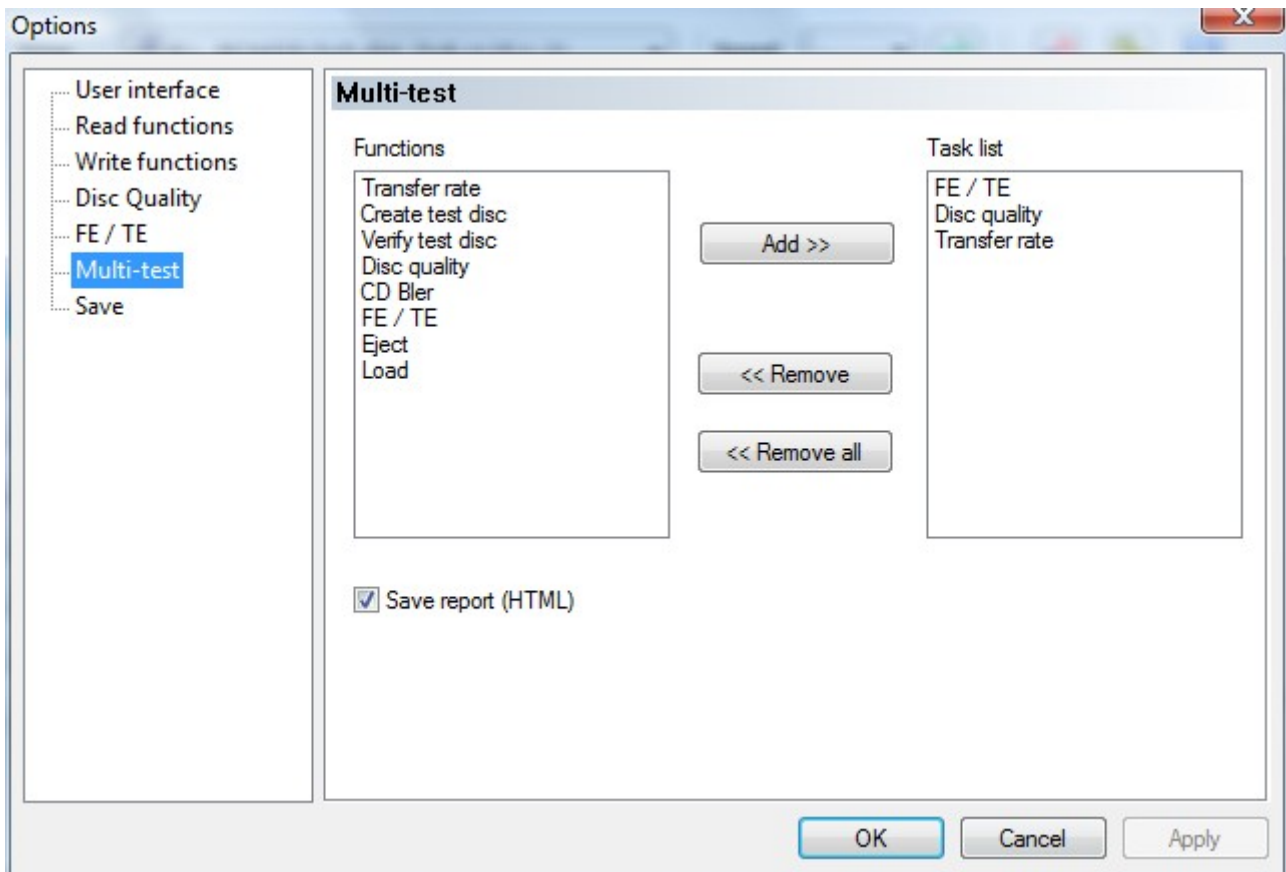 Options
User interface
Read functions
Write functions
Disc Quality
FE / TE
Multi-test
Save
Multi-test
Functions
Transfer rate
Create test disc
Verify test disc
Disc quality
CD Bler
FE / TE
Eject
Load
Add >>
<< Remove
<< Remove all
Task list
FE / TE
Disc quality
Transfer rate
Save report (HTML)
OK
Cancel
Apply